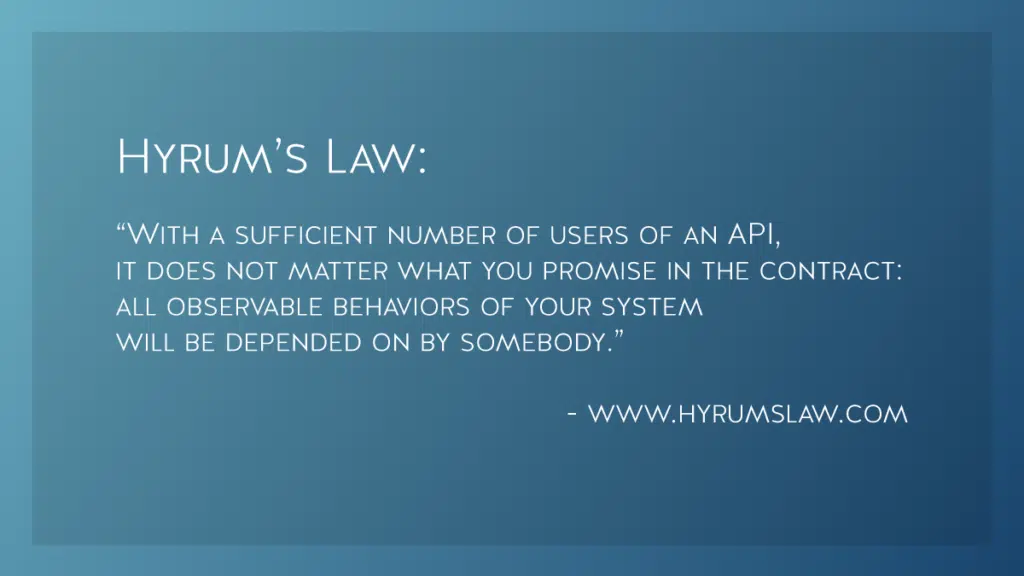 Hyrum’s Law:
“With a sufficient number of users of an API,
it does not matter what you promise in the contract:
all observable behaviors of your system
will be depended on by somebody.”
- www.hyrumslaw.com